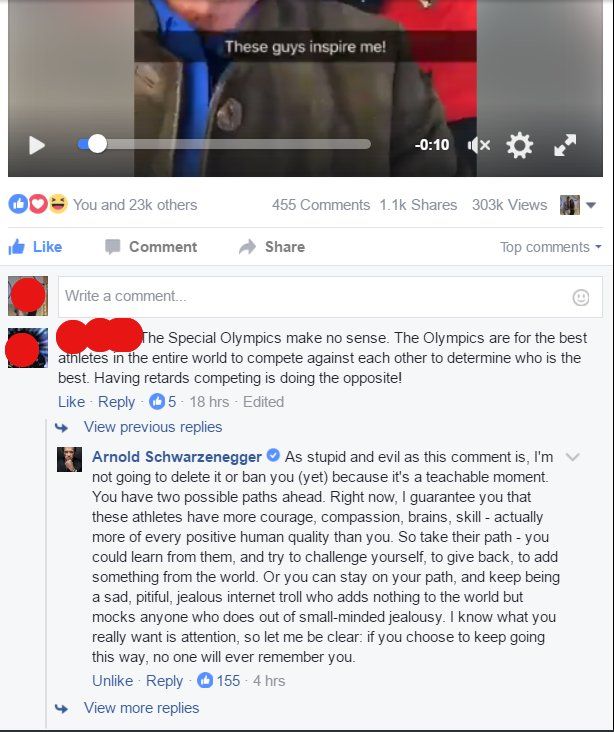 These guys inspire me!
-0:10
You and 23k others 455 Comments 1.1k Shares 303k Views
Like Comment Share Top comments
Write a comment...
The Special Olympics make no sense. The Olympics are for the best
athletes in the entire world to compete against each other to determine who is the
best. Having retards competing is doing the opposite!
Like · Reply · 5 · 18 hrs · Edited
View previous replies
Arnold Schwarzenegger As stupid and evil as this comment is, I'm
not going to delete it or ban you (yet) because it's a teachable moment.
You have two possible paths ahead. Right now, I guarantee you that
these athletes have more courage, compassion, brains, skill - actually
more of every positive human quality than you. So take their path - you
could learn from them, and try to challenge yourself, to give back, to add
something from the world. Or you can stay on your path, and keep being
a sad, pitiful, jealous internet troll who adds nothing to the world but
mocks anyone who does out of small-minded jealousy. I know what you
really want is attention, so let me be clear: if you choose to keep going
this way, no one will ever remember you.
Unlike · Reply · 155 · 4 hrs
View more replies